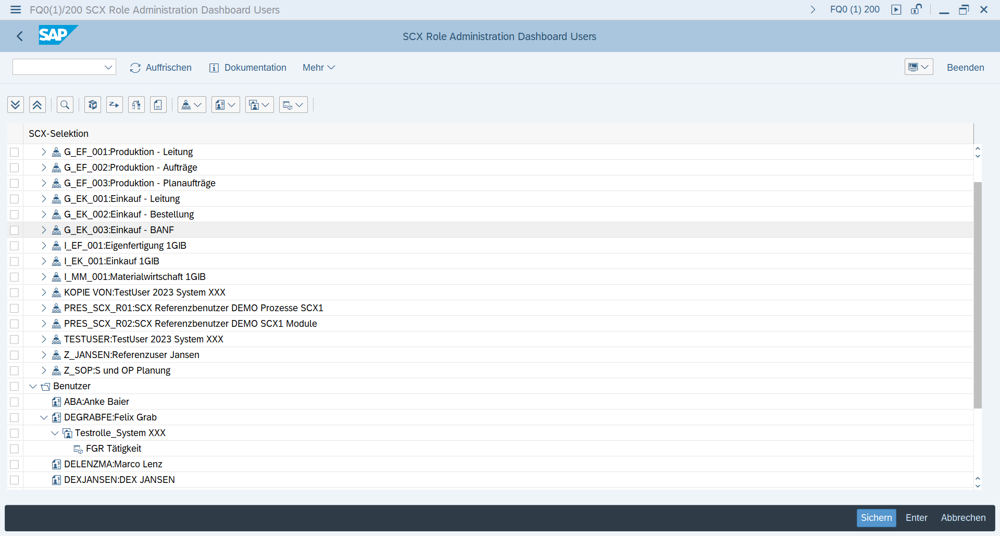 FQ0(1)/200 SCX Role Administration Dashboard Users
FQ0 (1) 200
SAP
SCX Role Administration Dashboard Users
Auffrischen
Dokumentation
Mehr
Beenden
SCX-Selektion
G_EF_001:Produktion - Leitung
G_EF_002:Produktion - Aufträge
G_EF_003:Produktion - Planaufträge
G_EK_001:Einkauf - Leitung
G_EK_002:Einkauf - Bestellung
G_EK_003:Einkauf - BANF
I_EF_001:Eigenfertigung 1GIB
I_EK_001:Einkauf 1GIB
I_MM_001:Materialwirtschaft 1GIB
KOPIE VON:TestUser 2023 System XXX
PRES_SCX_R01:SCX Referenzbenutzer DEMO Prozesse SCX1
PRES_SCX_R02:SCX Referenzbenutzer DEMO SCX1 Module
TESTUSER:TestUser 2023 System XXX
Z_JANSEN:Referenzuser Jansen
Z_SOP:S und OP Planung
Benutzer
ABA:Anke Baier
DEGRABFE:Felix Grab
Testrolle_System XXX
FGR Tätigkeit
DELENZMA:Marco Lenz
DEXJANSEN:DEX JANSEN
Sichern
Enter
Abbrechen